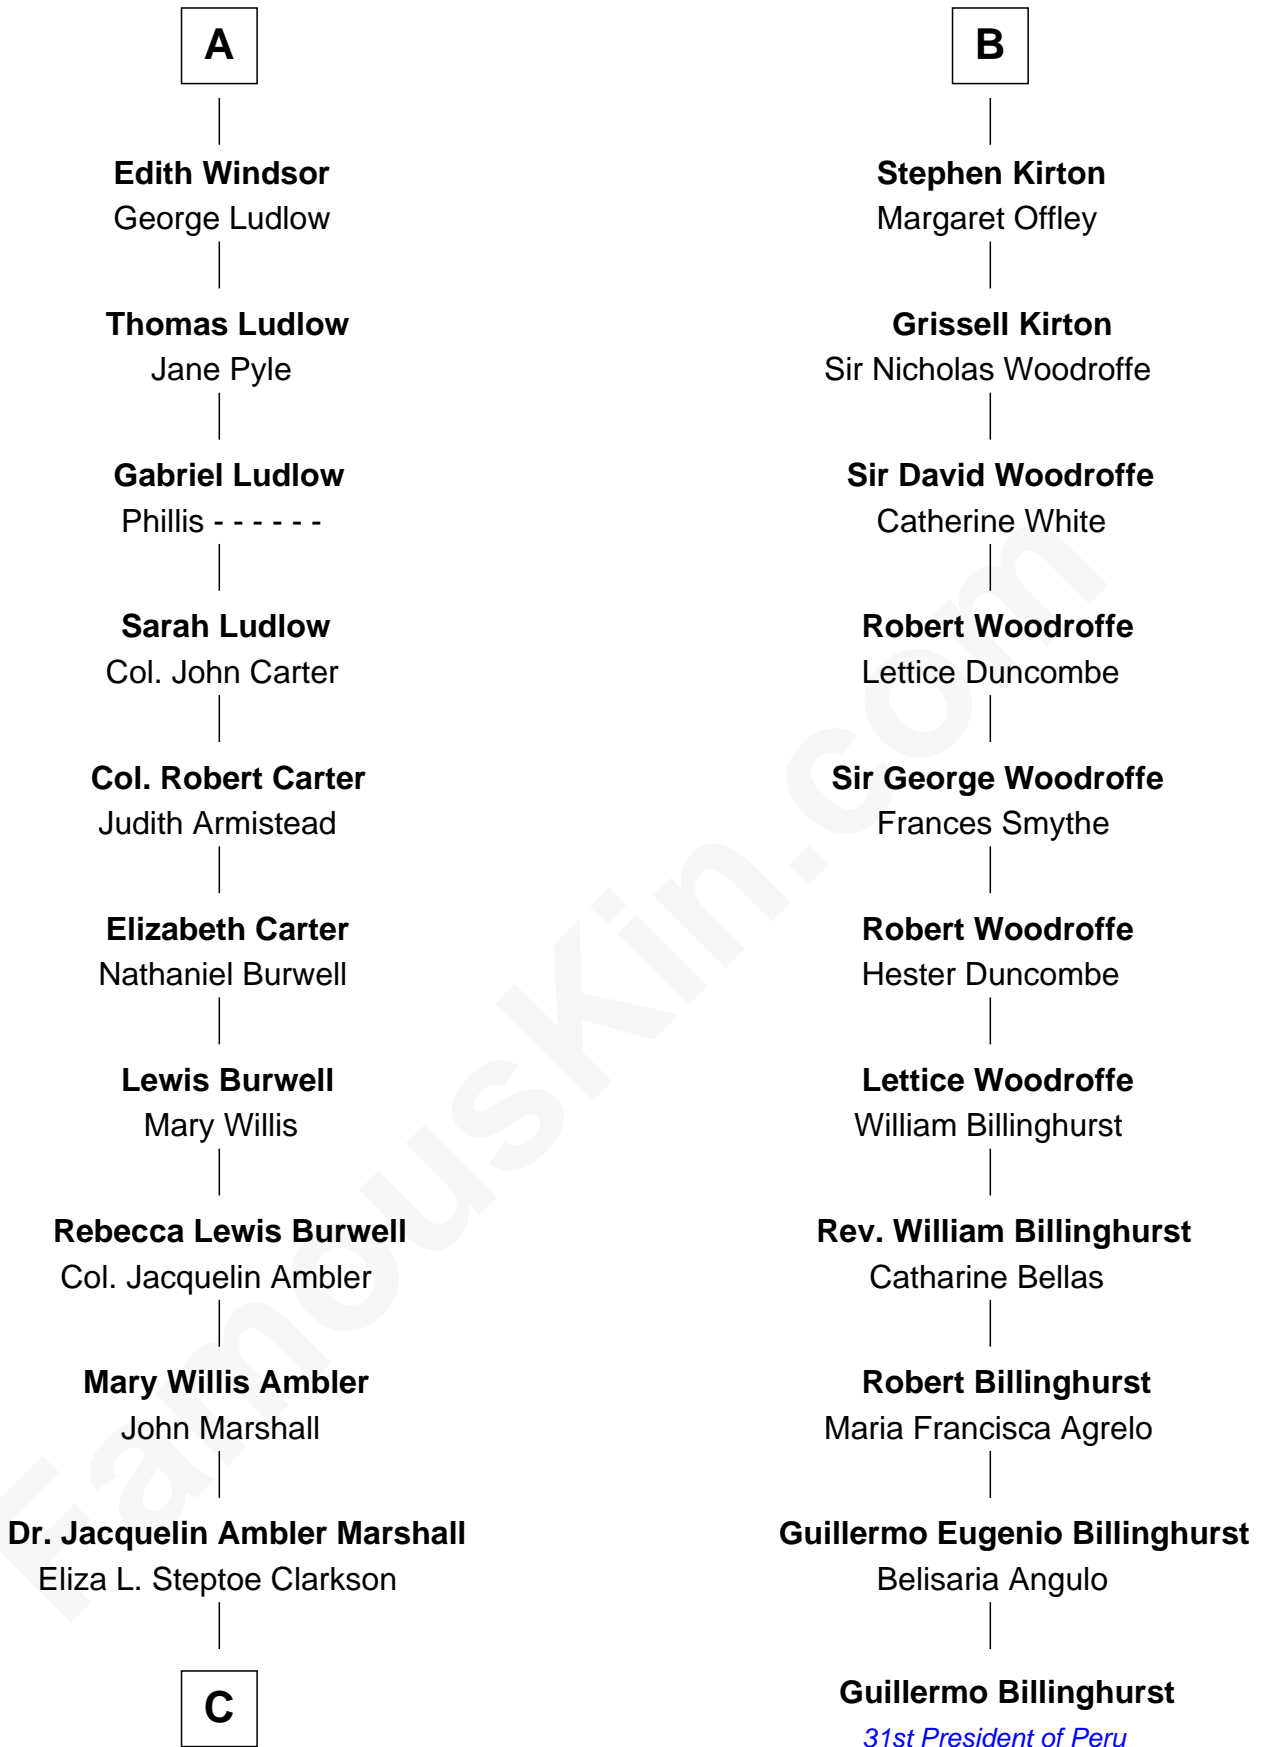 A
Edith Windsor
George Ludlow
Thomas Ludlow
Jane Pyle
Gabriel Ludlow
Phillis - - - - - -
Sarah Ludlow
Col. John Carter
Col. Robert Carter
Judith Armistead
Elizabeth Carter
Nathaniel Burwell
Lewis Burwell
Mary Willis
Rebecca Lewis Burwell
Col. Jacquelin Ambler
Mary Willis Ambler
John Marshall
Dr. Jacquelin Ambler Marshall
Eliza L. Steptoe Clarkson
C
B
Stephen Kirton
Margaret Offley
Grissell Kirton
Sir Nicholas Woodroffe
Sir David Woodroffe
Catherine White
Robert Woodroffe
Lettice Duncombe
Sir George Woodroffe
Frances Smythe
Robert Woodroffe
Hester Duncombe
Lettice Woodroffe
William Billinghurst
Rev. William Billinghurst
Catharine Bellas
Robert Billinghurst
Maria Francisca Agrelo
Guillermo Eugenio Billinghurst
Belisaria Angulo
Guillermo Billinghurst
31st President of Peru
FamousKin.com